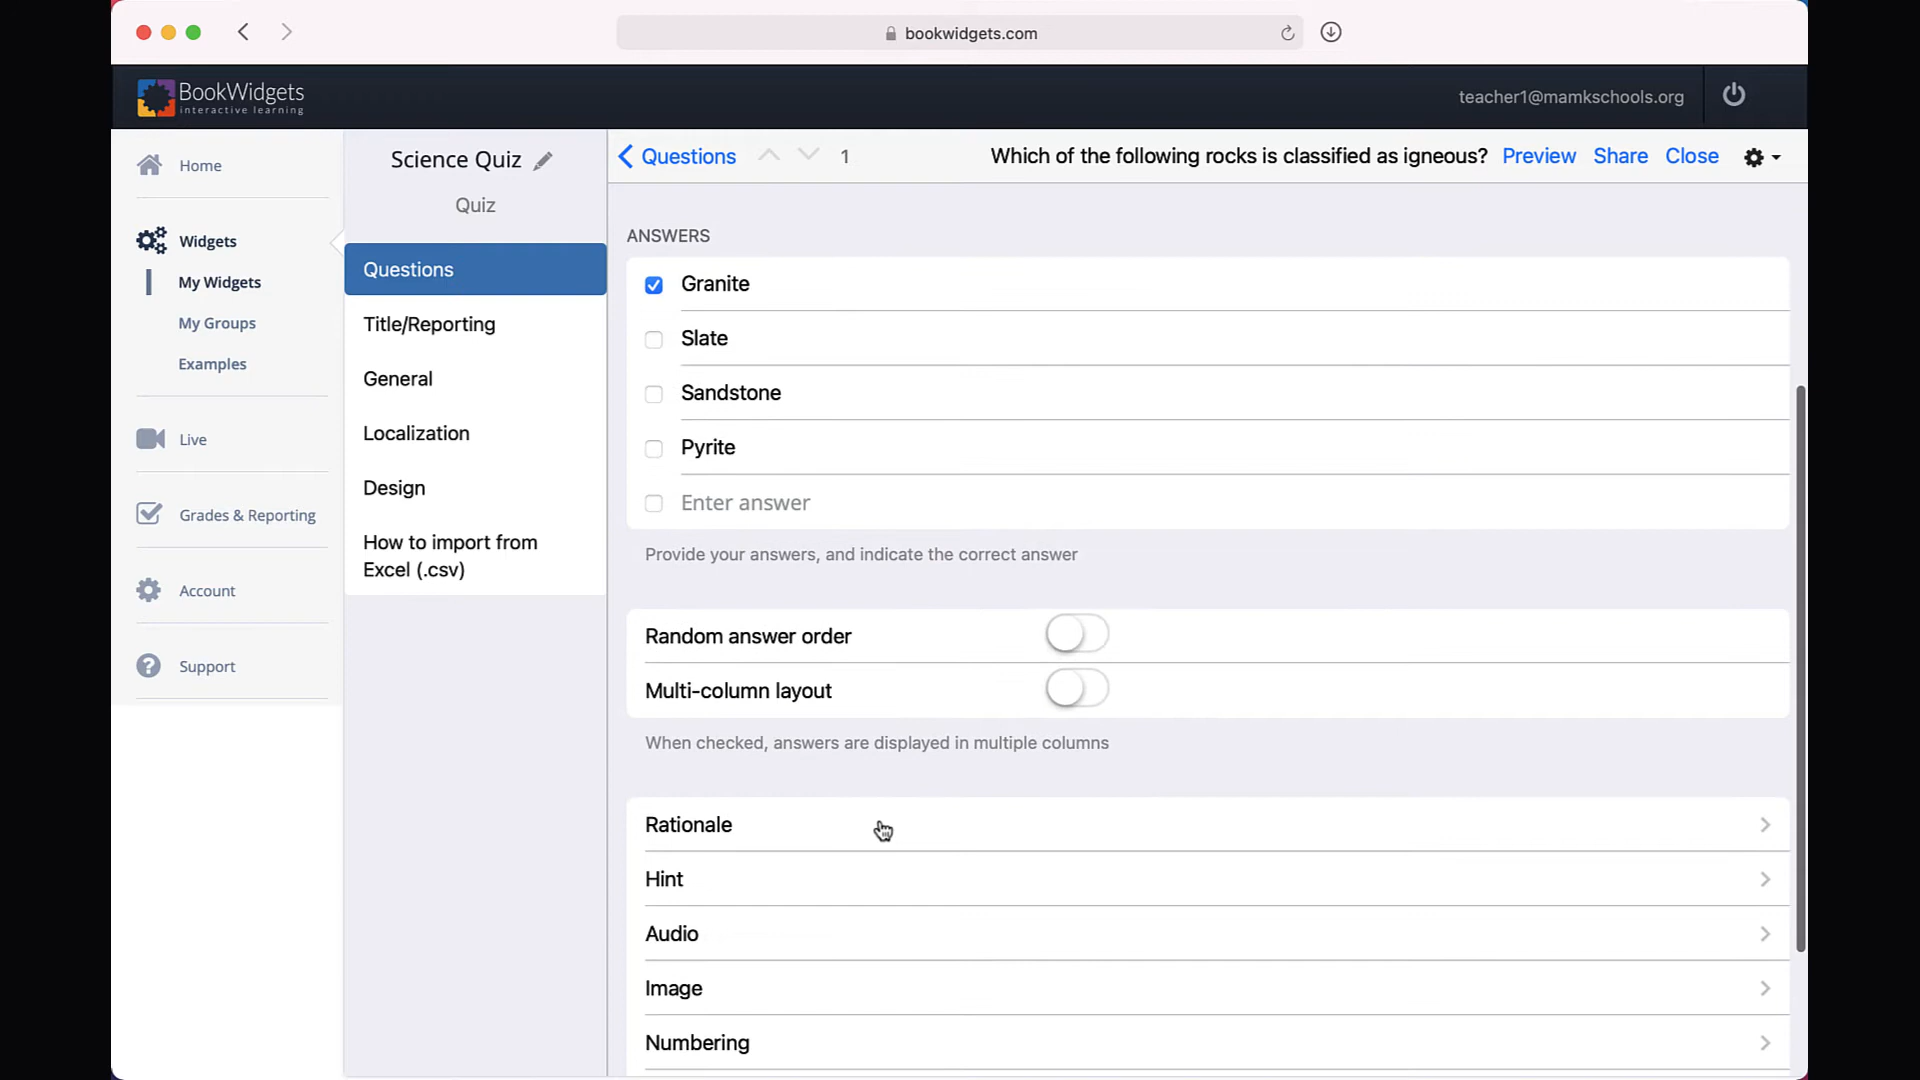 bookwidgets.com
BookWidgets
interactive learning
teacher1@mamkschools.org
Home
Widgets
My Widgets
My Groups
Examples
Live
Grades & Reporting
Account
Support
Science Quiz
Quiz
Questions
Title/Reporting
General
Localization
Design
How to import from
Excel (.csv)
Questions 1 Which of the following rocks is classified as igneous? Preview Share Close
ANSWERS
Granite
Slate
Sandstone
Pyrite
Enter answer
Provide your answers, and indicate the correct answer
Random answer order
Multi-column layout
When checked, answers are displayed in multiple columns
Rationale
Hint
Audio
Image
Numbering